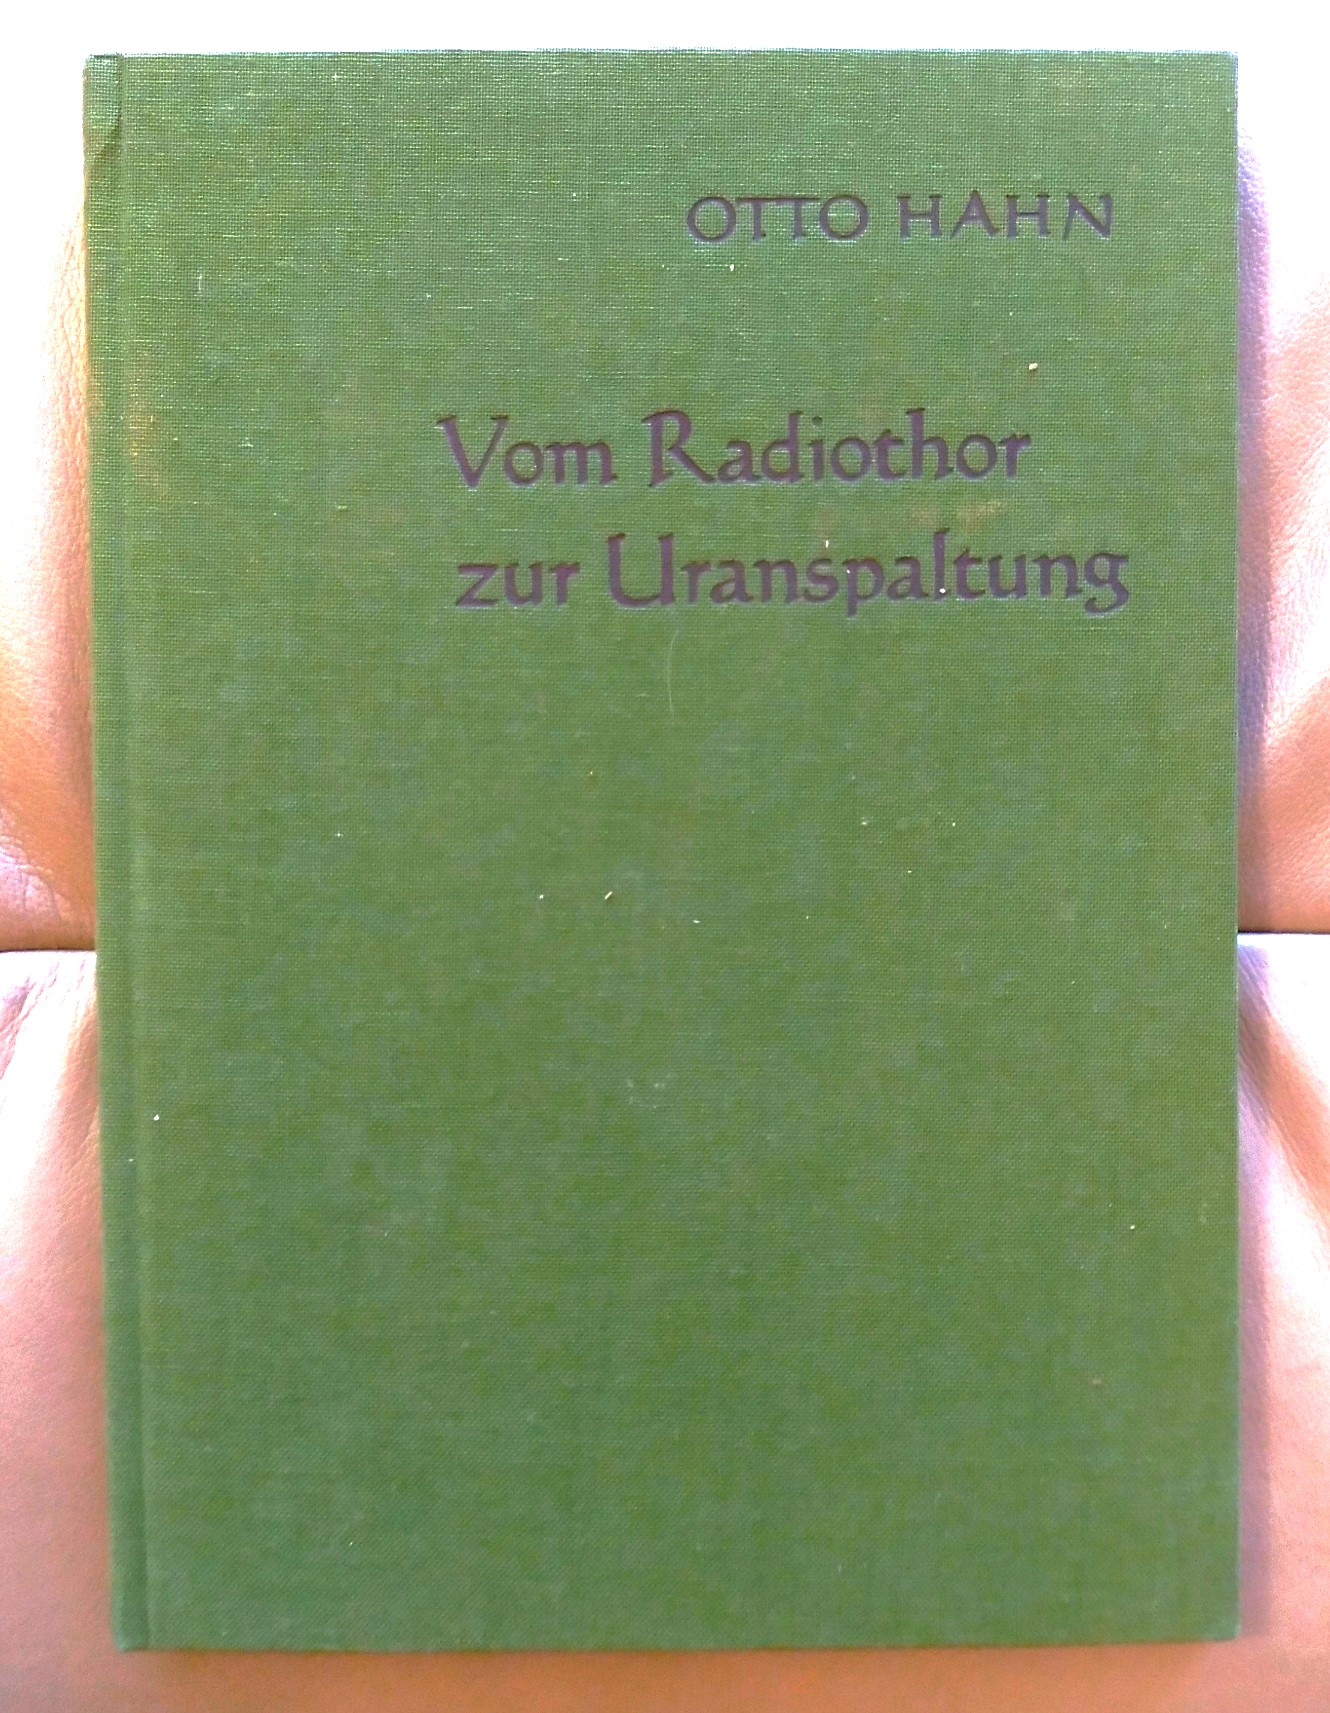 OTTO HAHN
Vom Radiothor
zur Uranspaltung